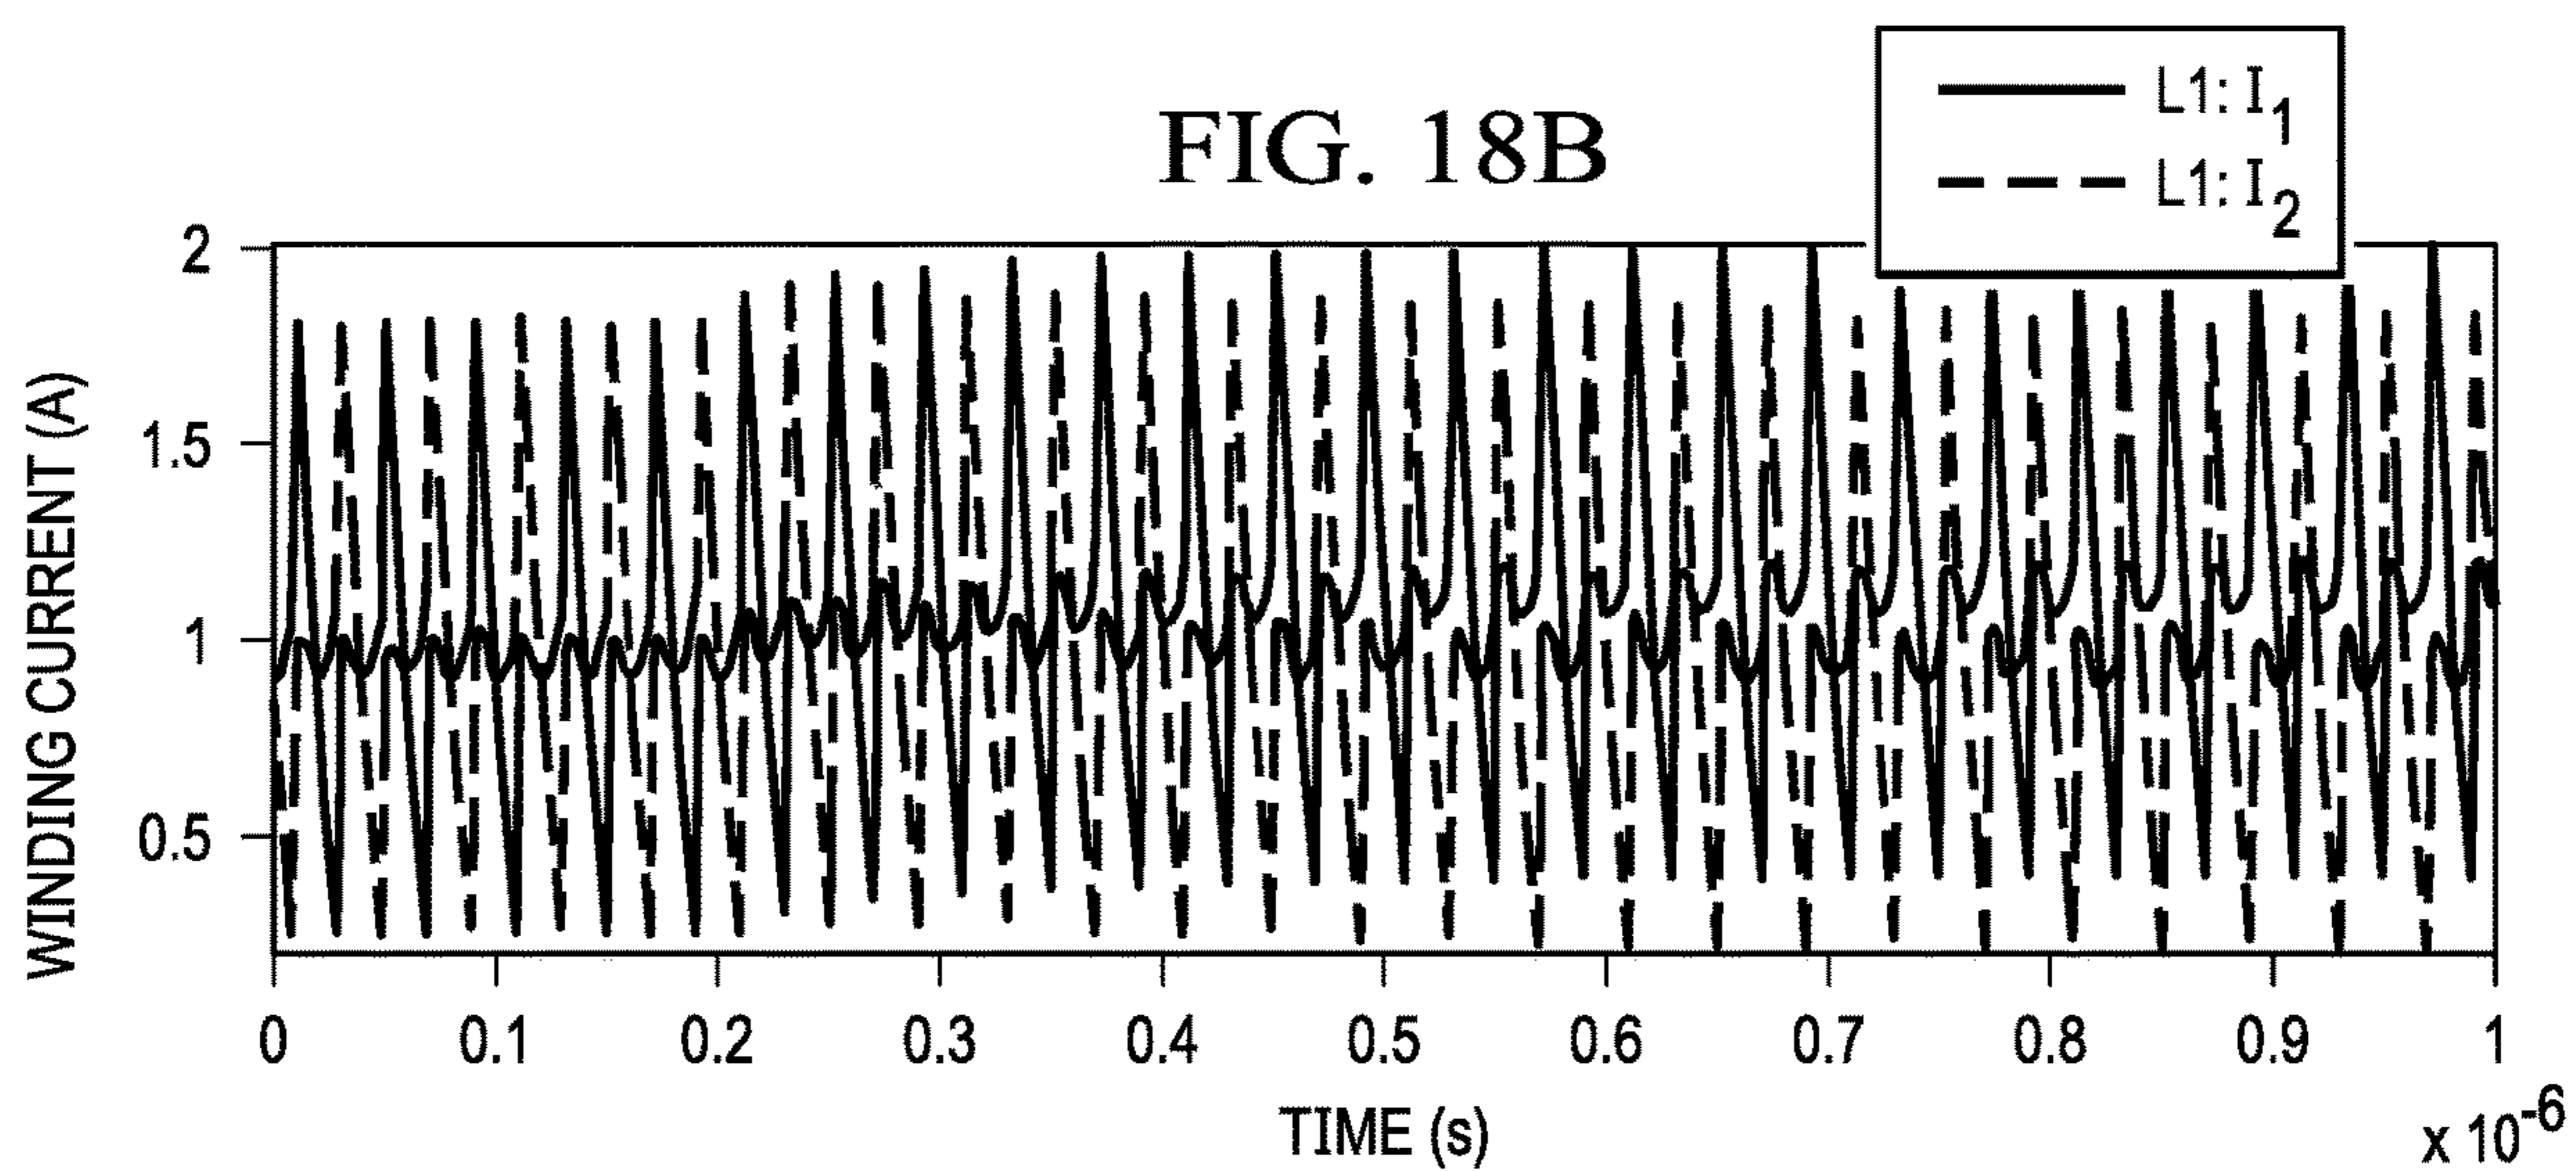 FIG. 18B
L1: I1
L1: I2
WINDING CURRENT (A)
2
1.5
1
0.5
0 0.1 0.2 0.3 0.4 0.5 0.6 0.7 0.8 0.9 1
TIME (s)
x 10-6